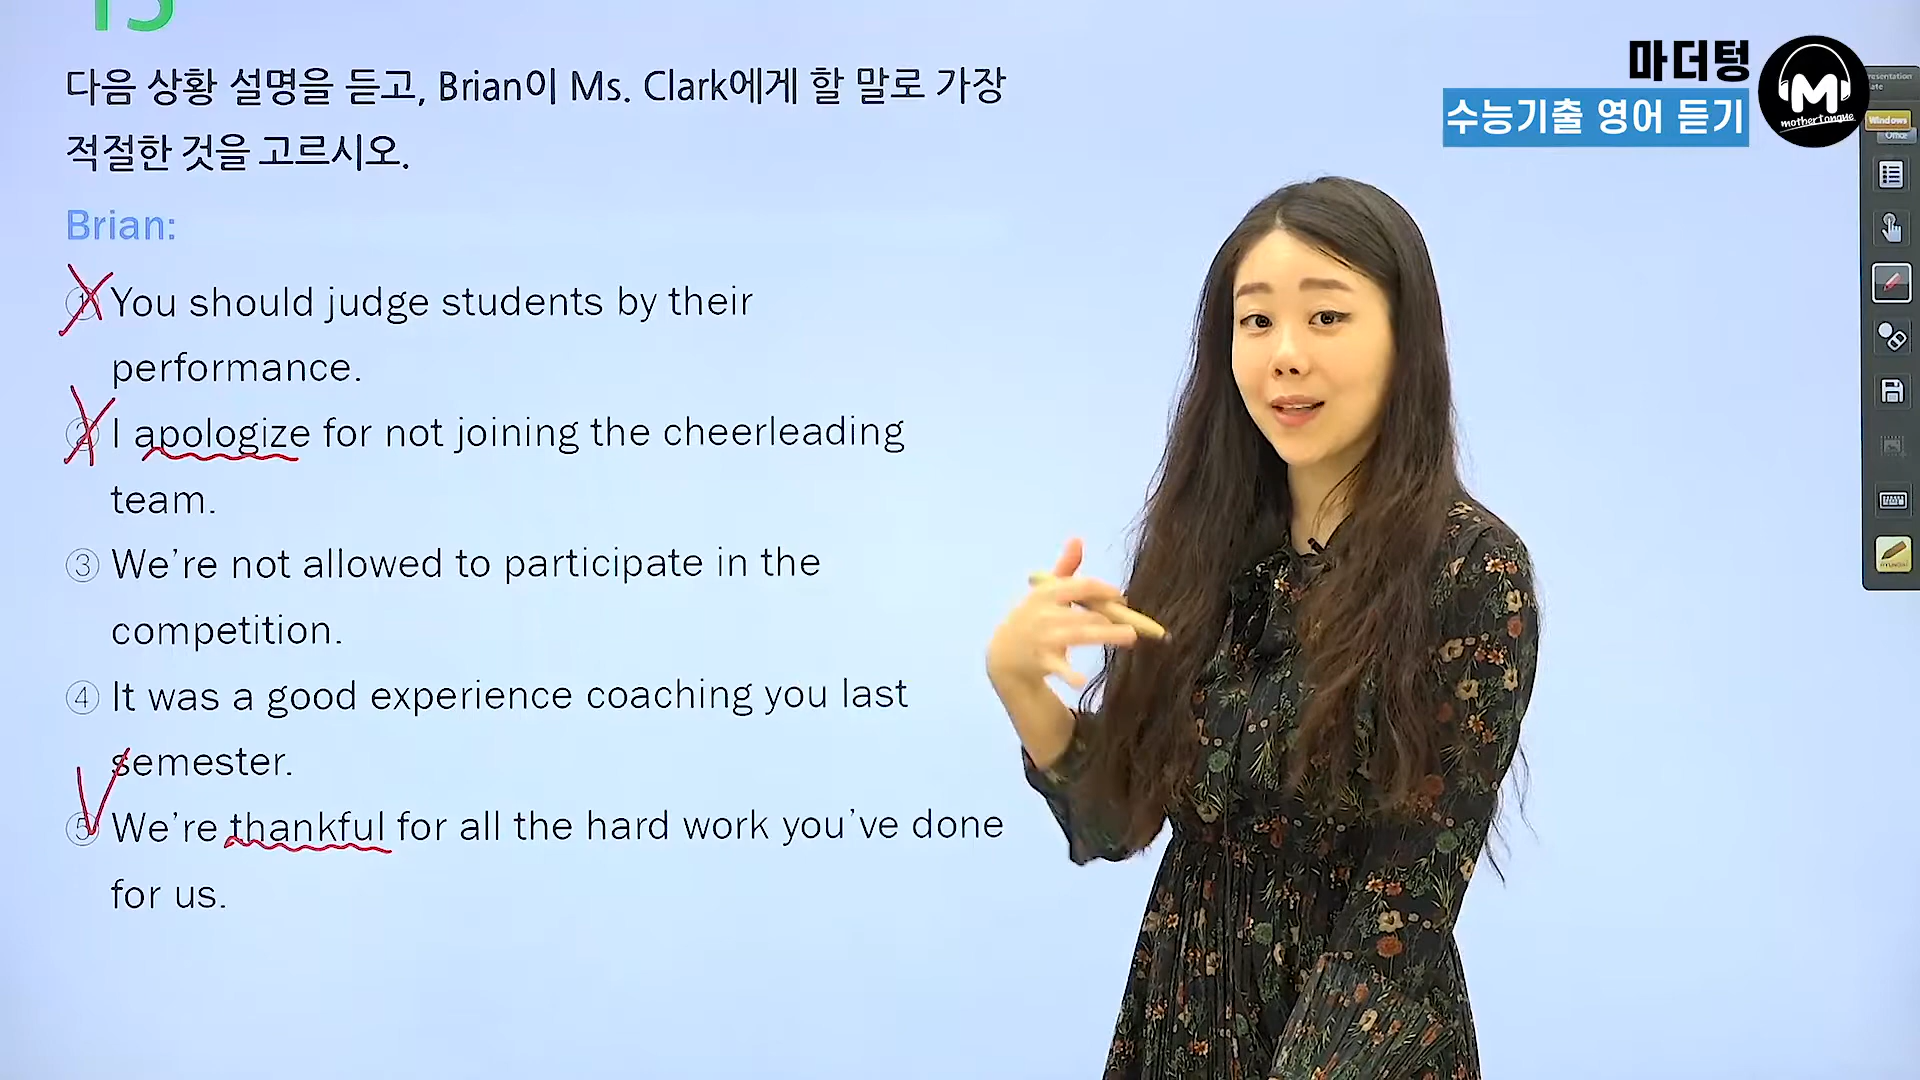 15
다음 상황 설명을 듣고, Brian이 Ms. Clark에게 할 말로 가장
적절한 것을 고르시오.
Brian:
① You should judge students by their
performance.
② I apologize for not joining the cheerleading
team.
③ We’re not allowed to participate in the
competition.
④ It was a good experience coaching you last
semester.
⑤ We’re thankful for all the hard work you’ve done
for us.
마더텅
수능기출 영어 듣기
M
mothertongue
Windows
Office